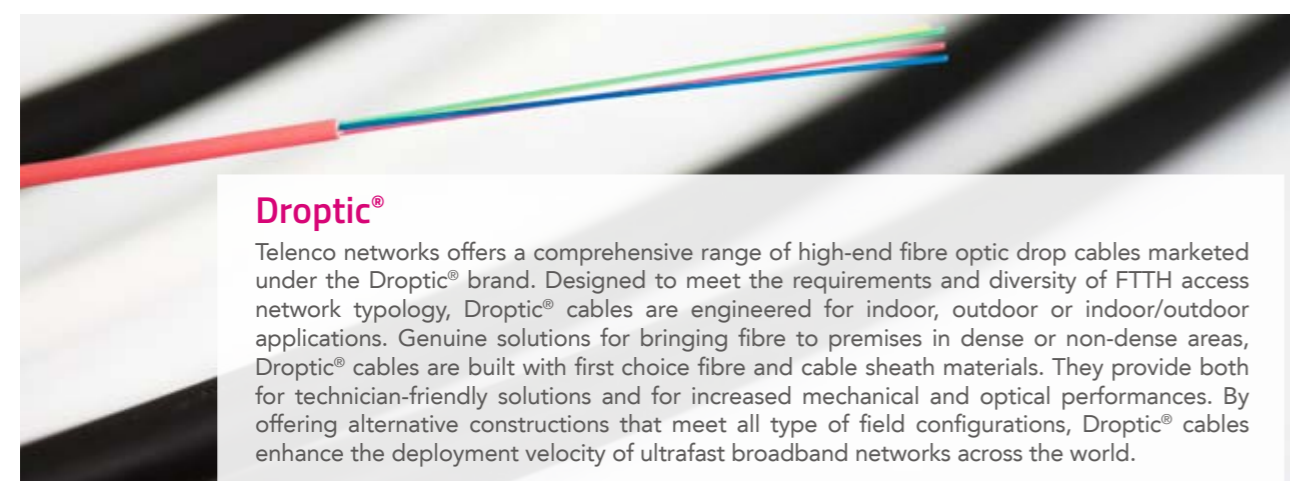 Droptic®
Telenco networks offers a comprehensive range of high-end fibre optic drop cables marketed
under the Droptic® brand. Designed to meet the requirements and diversity of FTTH access
network typology, Droptic® cables are engineered for indoor, outdoor or indoor/outdoor
applications. Genuine solutions for bringing fibre to premises in dense or non-dense areas,
Droptic® cables are built with first choice fibre and cable sheath materials. They provide both
for technician-friendly solutions and for increased mechanical and optical performances. By
offering alternative constructions that meet all type of field configurations, Droptic® cables
enhance the deployment velocity of ultrafast broadband networks across the world.